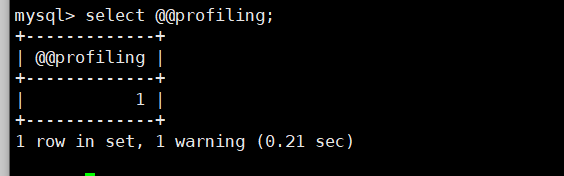 mysql> select @@profiling;
+-------------+
| @@profiling |
+-------------+
|           1 |
+-------------+
1 row in set, 1 warning (0.21 sec)